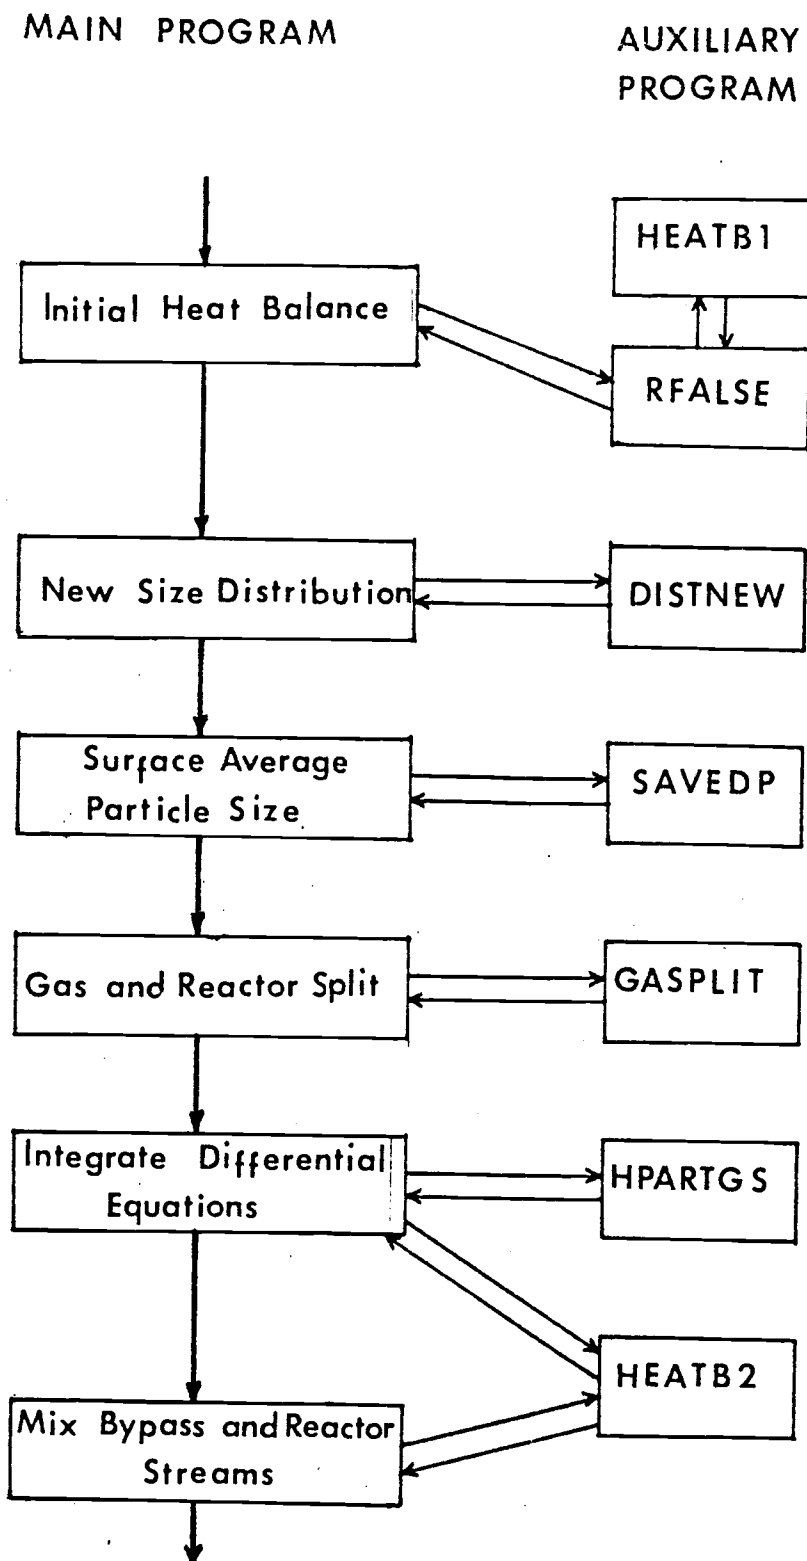 MAIN PROGRAM
AUXILIARY
PROGRAM
HEATB1
Initial Heat Balance
RFALSE
New Size Distribution
DISTNEW
Surface Average
Particle Size
SAVEDP
Gas and Reactor Split
GASPLIT
Integrate Differential
Equations
HPARTGS
HEATB2
Mix Bypass and Reactor
Streams